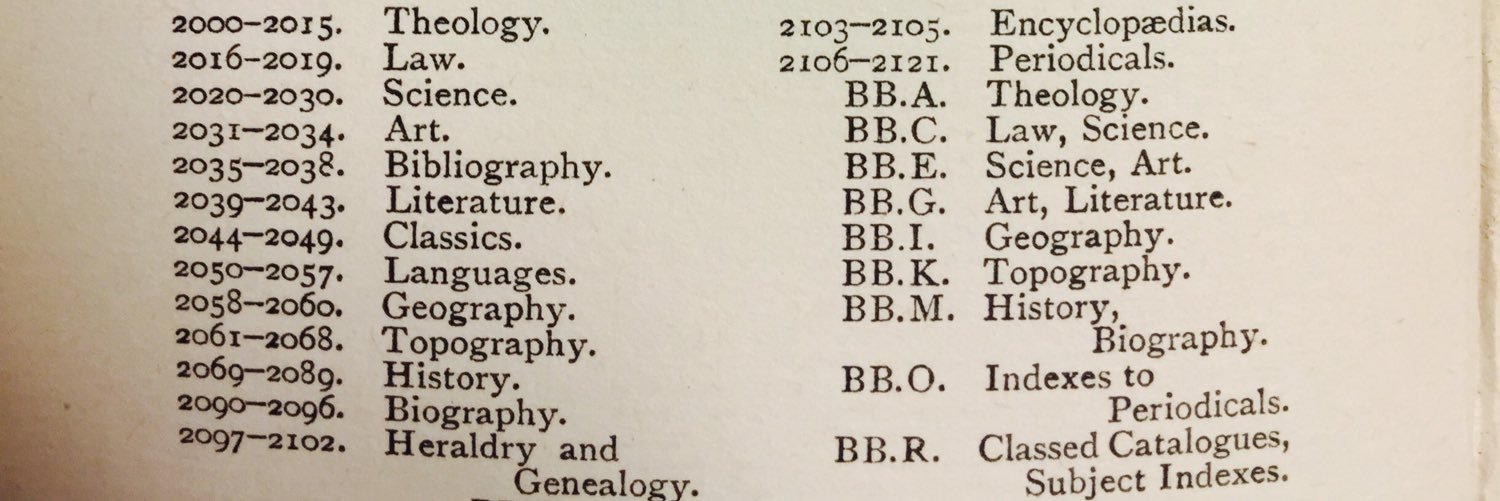 2000–2015. Theology.
2016–2019. Law.
2020–2030. Science.
2031–2034. Art.
2035–2038. Bibliography.
2039–2043. Literature.
2044–2049. Classics.
2050–2057. Languages.
2058–2060. Geography.
2061–2068. Topography.
2069–2089. History.
2090–2096. Biography.
2097–2102. Heraldry and
Genealogy.
2103–2105. Encyclopædias.
2106–2121. Periodicals.
BB.A. Theology.
BB.C. Law, Science.
BB.E. Science, Art.
BB.G. Art, Literature.
BB.I. Geography.
BB.K. Topography.
BB.M. History,
Biography.
BB.O. Indexes to
Periodicals.
BB.R. Classed Catalogues,
Subject Indexes.